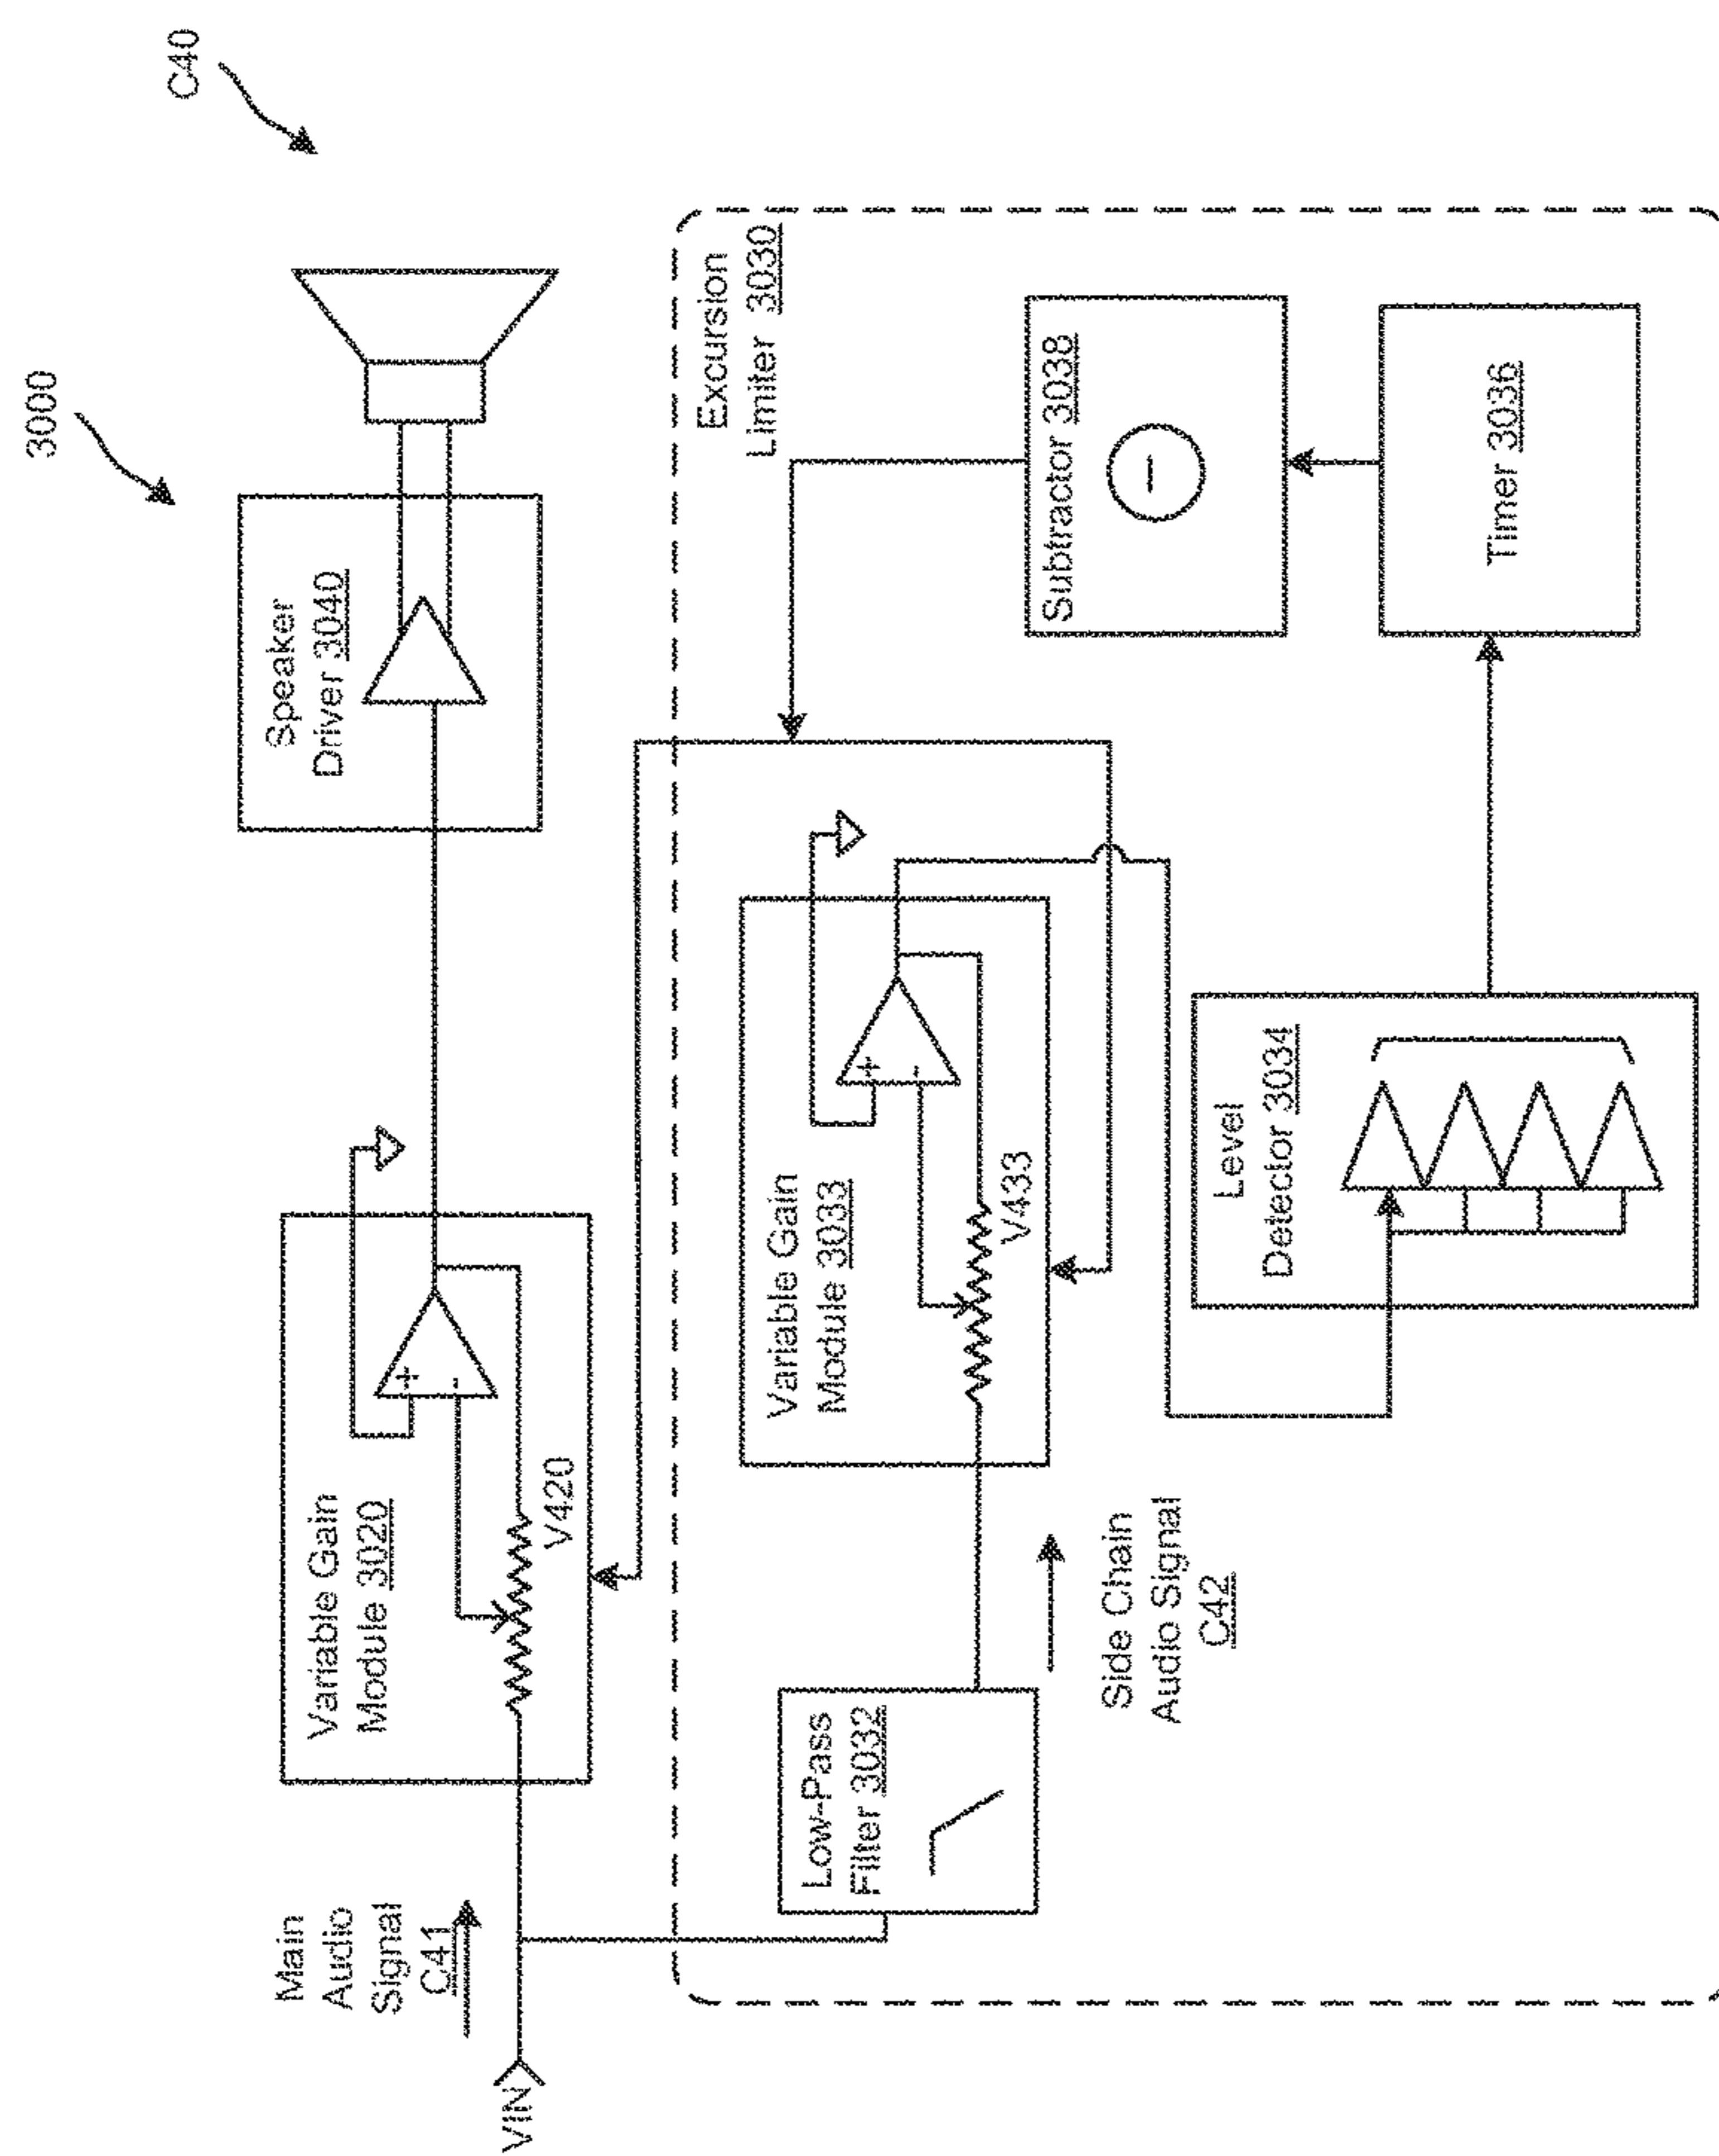 C40
3000
Speaker
Driver 3040
Variable Gain
Module 3020
+
-
V420
Main
Audio
Signal
C41
VIN
Excursion
Limiter 3030
Low-Pass
Filter 3032
Side Chain
Audio Signal
C42
Variable Gain
Module 3033
+
-
V433
Level
Detector 3034
Timer 3036
Subtractor 3038
−